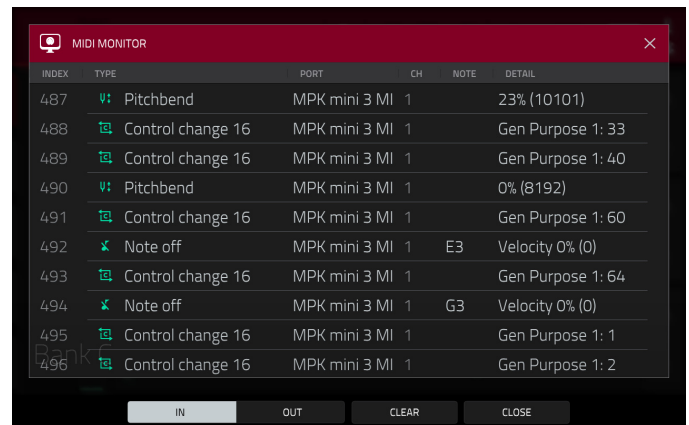 MIDI MONITOR
INDEX TYPE PORT CH NOTE DETAIL
487 Pitchbend MPK mini 3 MI 1 23% (10101)
488 Control change 16 MPK mini 3 MI 1 Gen Purpose 1: 33
489 Control change 16 MPK mini 3 MI 1 Gen Purpose 1: 40
490 Pitchbend MPK mini 3 MI 1 0% (8192)
491 Control change 16 MPK mini 3 MI 1 Gen Purpose 1: 60
492 Note off MPK mini 3 MI 1 E3 Velocity 0% (0)
493 Control change 16 MPK mini 3 MI 1 Gen Purpose 1: 64
494 Note off MPK mini 3 MI 1 G3 Velocity 0% (0)
495 Control change 16 MPK mini 3 MI 1 Gen Purpose 1: 1
Bank
496 Control change 16 MPK mini 3 MI 1 Gen Purpose 1: 2
IN OUT CLEAR CLOSE